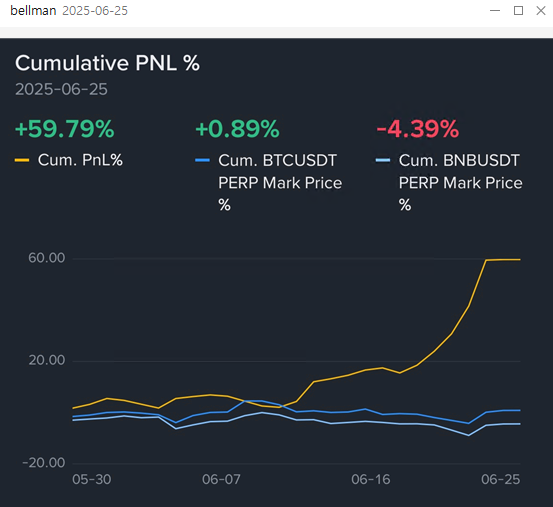 bellman 2025-06-25
Cumulative PNL %
2025-06-25
+59.79%
Cum. PnL%
+0.89%
Cum. BTCUSDT
PERP Mark Price
%
-4.39%
Cum. BNBUSDT
PERP Mark Price
%
60.00
20.00
-20.00
05-30 06-07 06-16 06-25